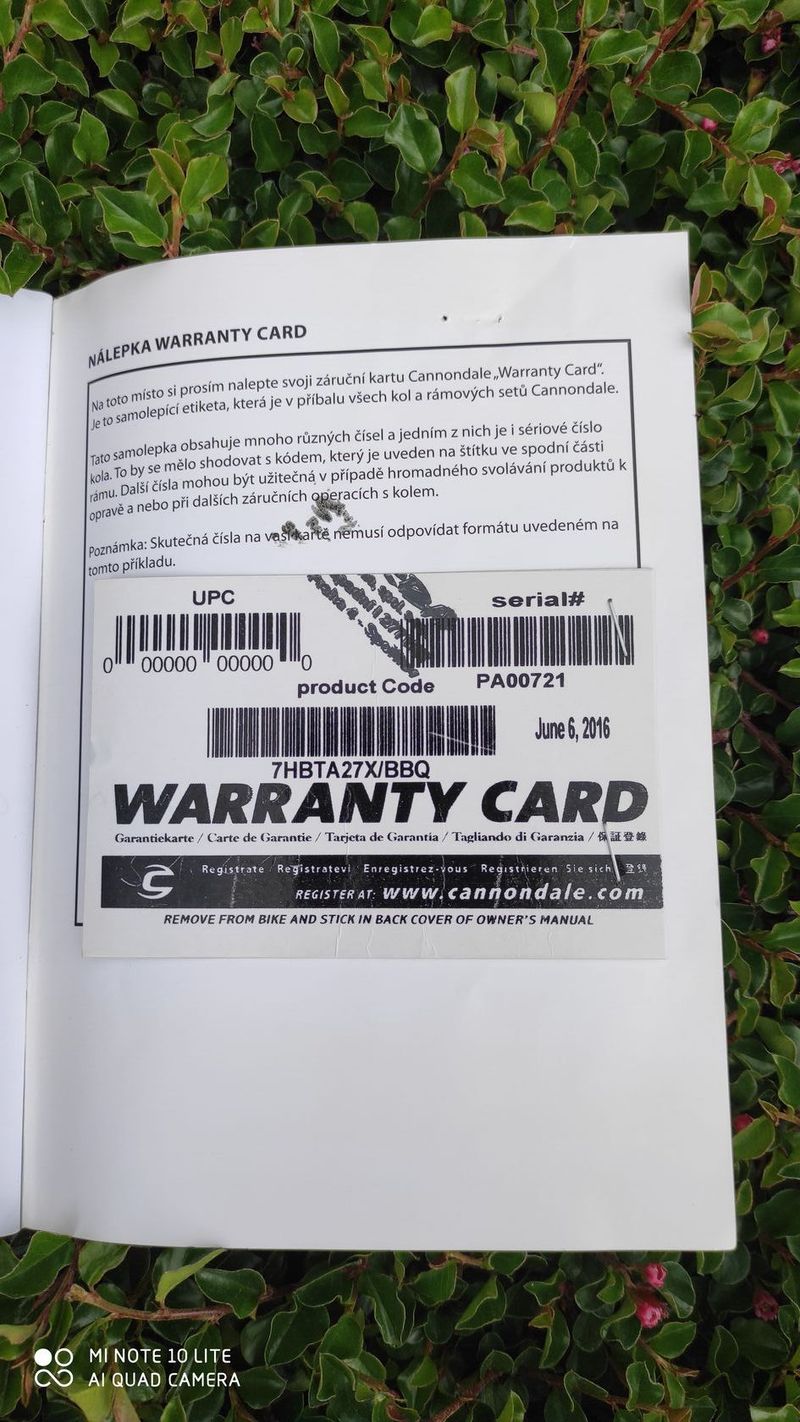 NÁLEPKA WARRANTY CARD
Na toto místo si prosím nalepte svoji záruční kartu Cannondale „Warranty Card“.
Je to samolepící etiketa, která je v příbalu všech kol a rámových setů Cannondale.
Tato samolepka obsahuje mnoho různých čísel a jedním z nich je i sériové číslo
kola. To by se mělo shodovat s kódem, který je uveden na štítku ve spodní části
rámu. Další čísla mohou být užitečná v případě hromadného svolávání produktů k
opravě a nebo při dalších záručních operacích s kolem.
Poznámka: Skutečná čísla na vaší kartě nemusí odpovídat formátu uvedeném na
tomto příkladu.
UPC
serial#
0 00000 00000 0
product Code
PA00721
June 6, 2016
7HBTA27X/BBQ
WARRANTY CARD
Garantiekarte / Carte de Garantie / Tarjeta de Garantía / Tagliando di Garanzia / 保証登録
Registrate Registratevi Enregistrez-vous Registrieren Sie sich 登録
REGISTER AT: www.cannondale.com
REMOVE FROM BIKE AND STICK IN BACK COVER OF OWNER'S MANUAL
MI NOTE 10 LITE
AI QUAD CAMERA